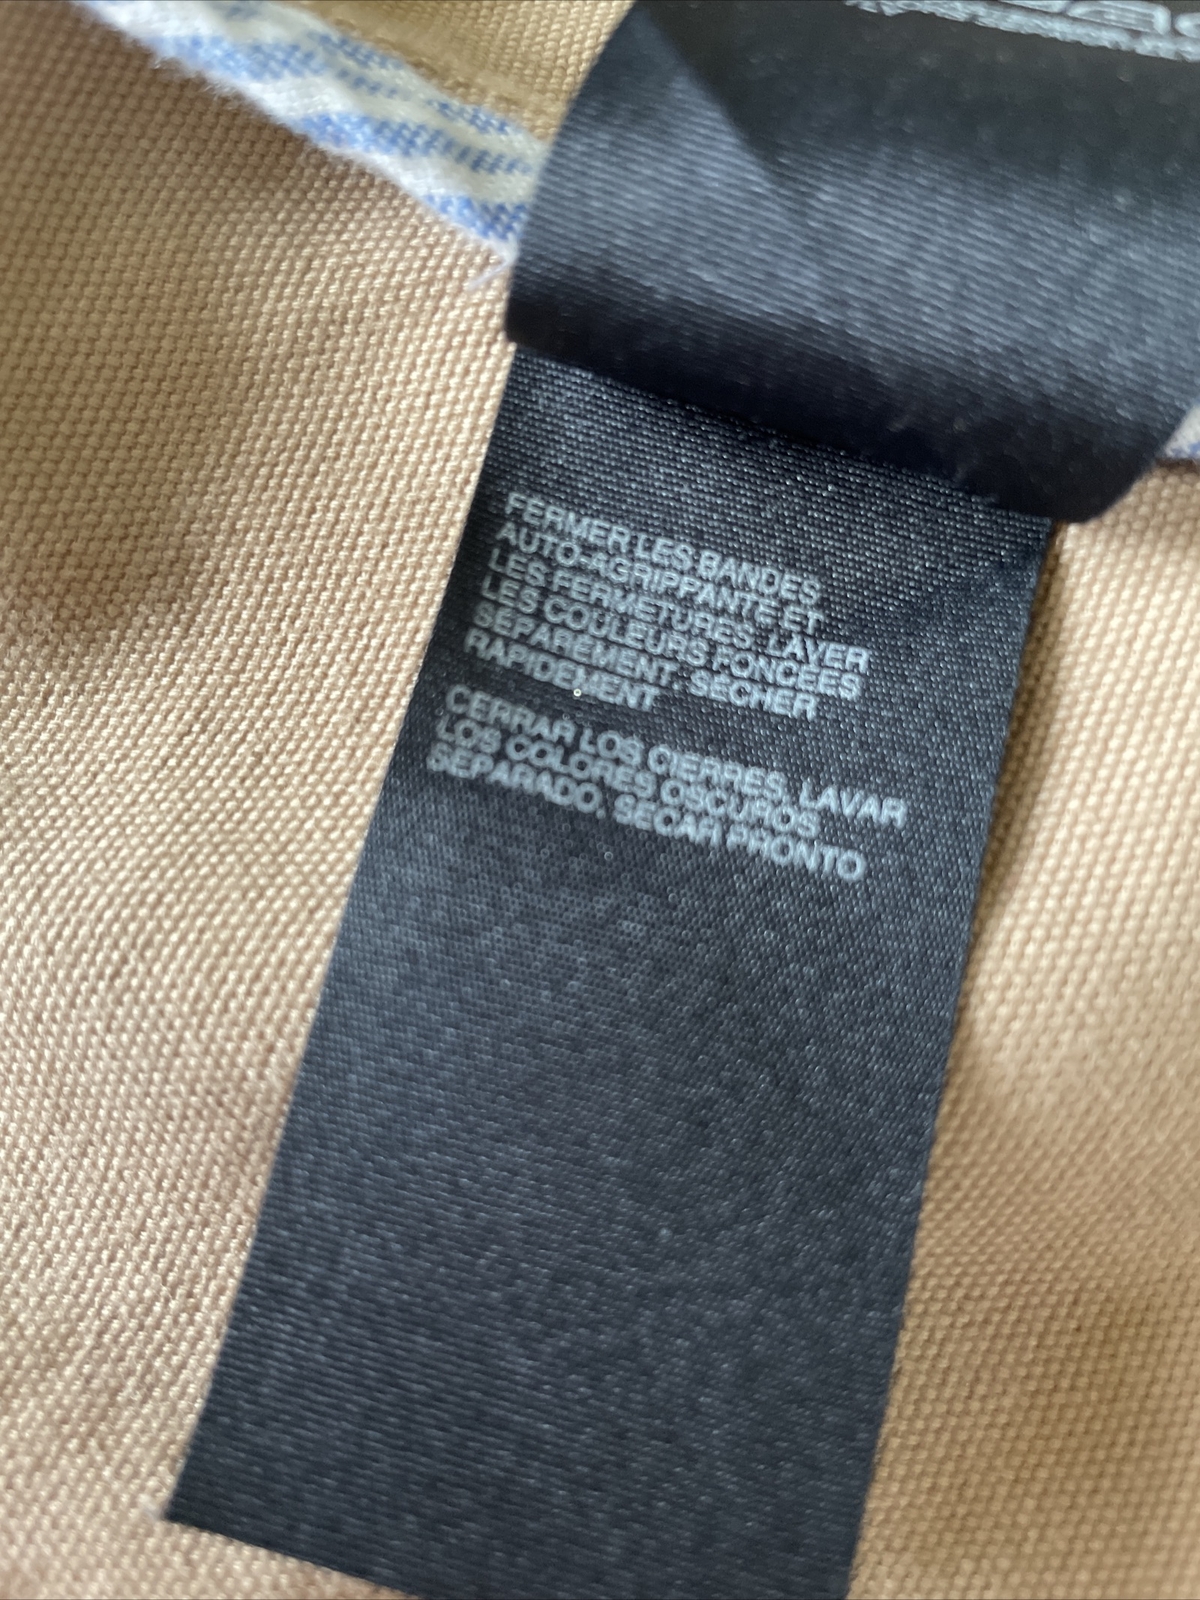 FERMER LES BANDES
AUTO-AGRIPPANTE ET
LES FERMETURES. LAVER
LES COULEURS FONCÉES
SÉPARÉMENT. SÉCHER
RAPIDEMENT
CERRAR LOS CIERRES. LAVAR
LOS COLORES OSCUROS
SEPARADO. SECAR PRONTO